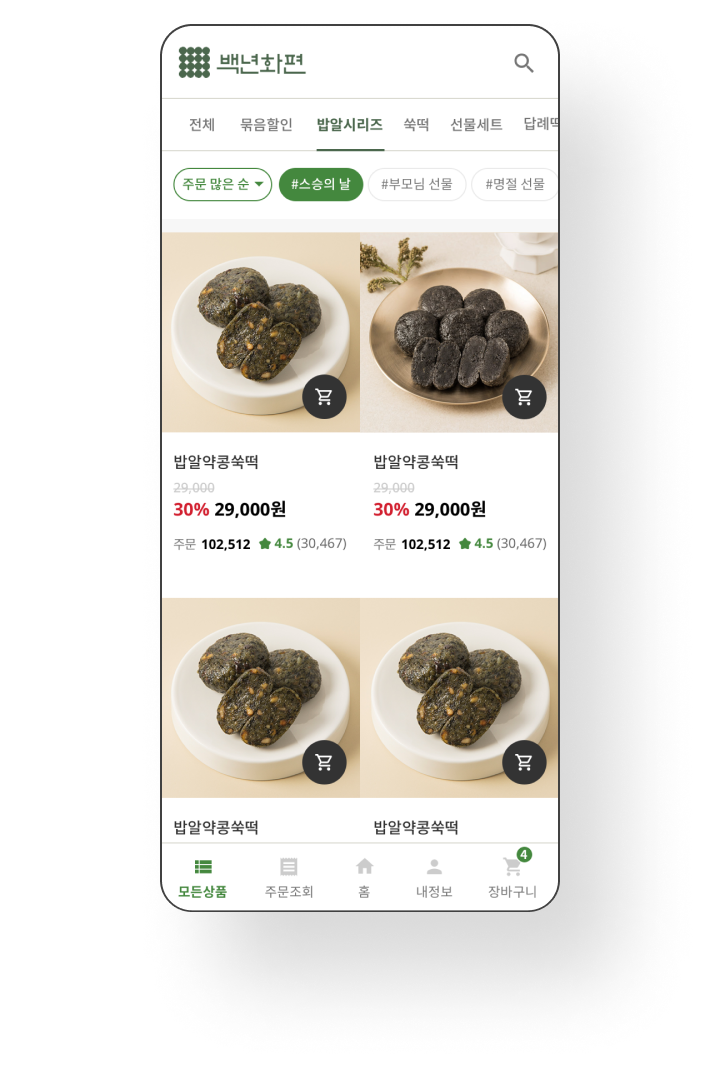 백년화편
전체 묶음할인 밥알시리즈 쑥떡 선물세트 답례떡
주문 많은 순 #스승의 날 #부모님 선물 #명절 선물
밥알약콩쑥떡 밥알약콩쑥떡
29,000 29,000
30% 29,000원 30% 29,000원
주문 102,512 4.5 (30,467) 주문 102,512 4.5 (30,467)
밥알약콩쑥떡 밥알약콩쑥떡
4
모든상품 주문조회 홈 내정보 장바구니